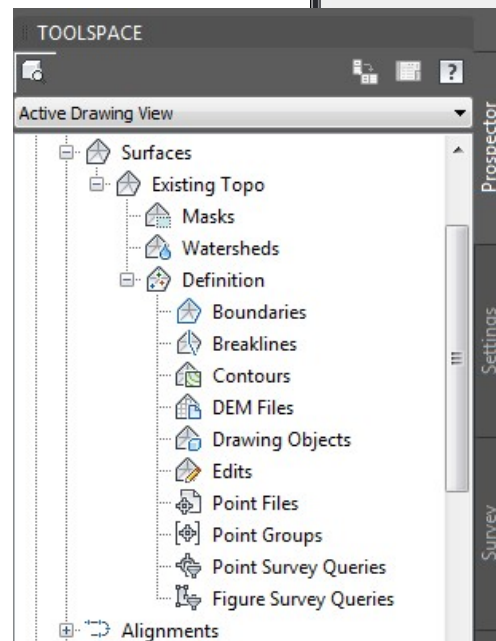 TOOLSPACE
?
Active Drawing View
Surfaces
Existing Topo
Masks
Watersheds
Definition
Boundaries
Breaklines
Contours
DEM Files
Drawing Objects
Edits
Point Files
Point Groups
Point Survey Queries
Figure Survey Queries
Alignments
Prospector
Settings
Survey